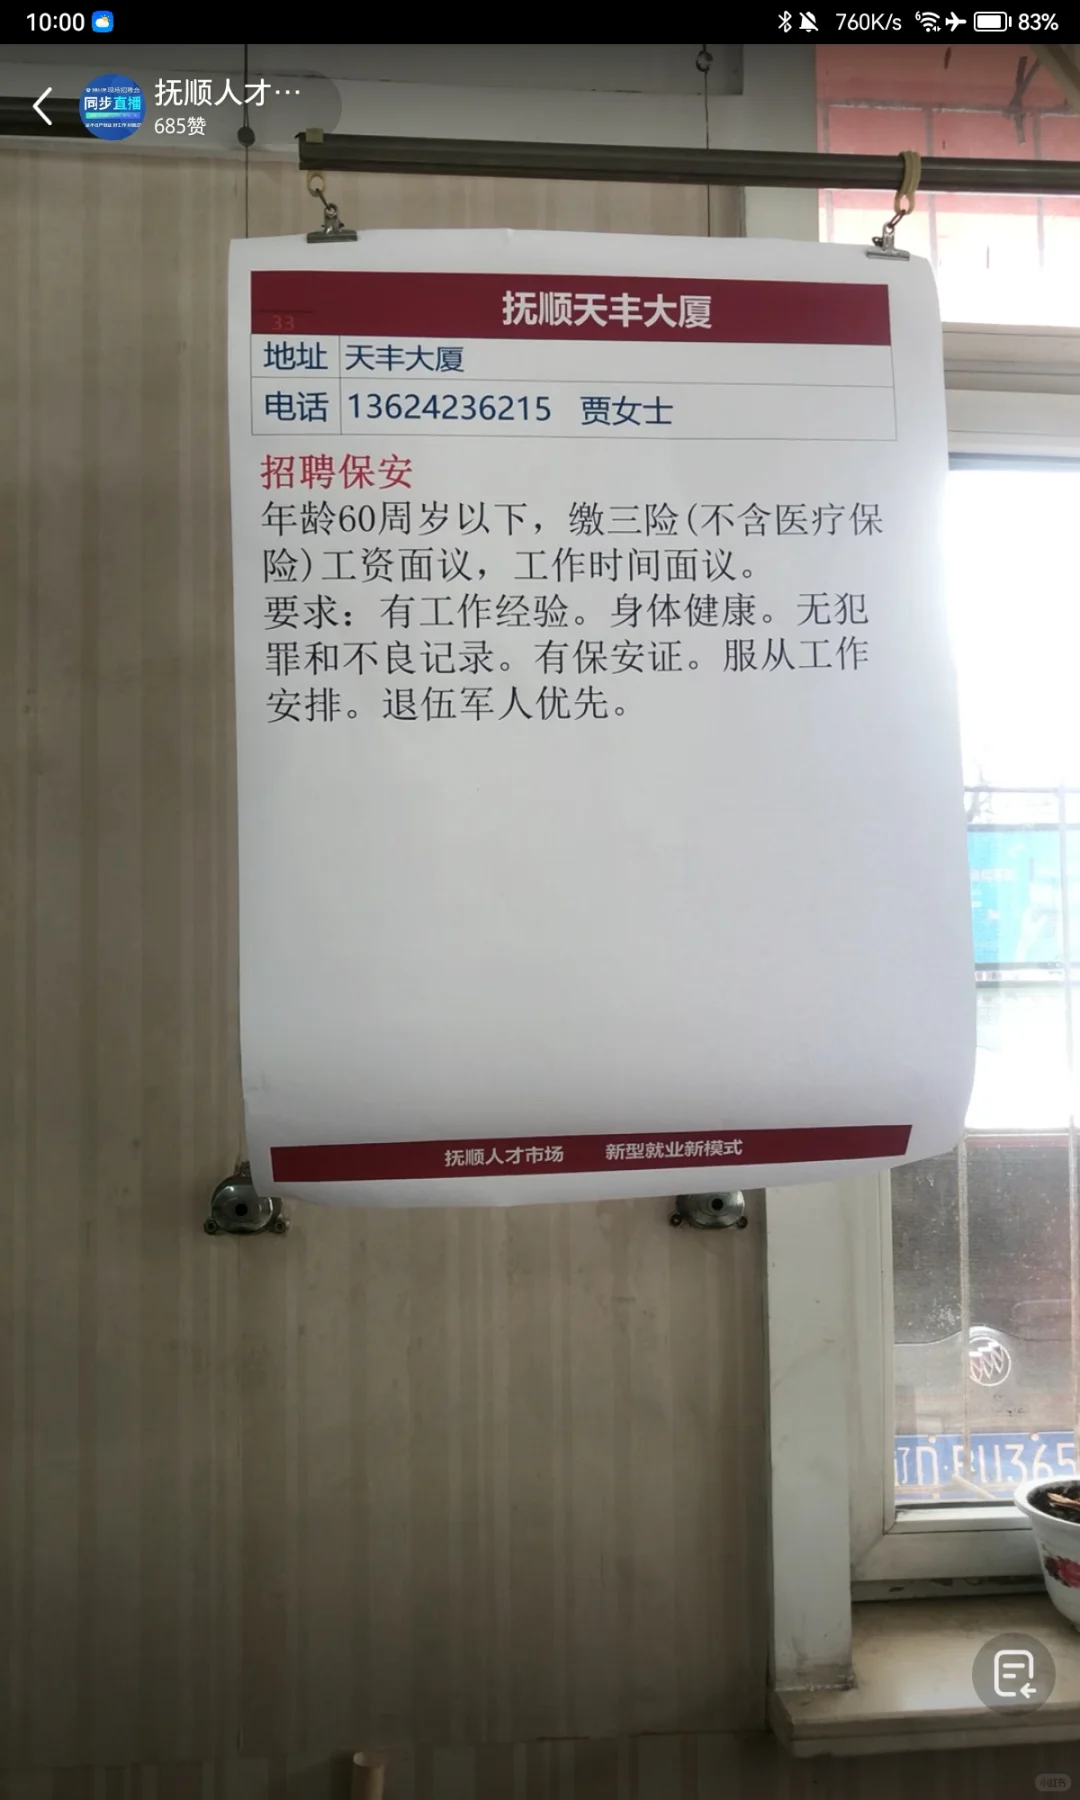 10:00
760K/s
83%
同步直播
抚顺人才…
685赞
抚顺天丰大厦
33
地址 天丰大厦
电话 13624236215 贾女士
招聘保安
年龄60周岁以下，缴三险(不含医疗保
险)工资面议，工作时间面议。
要求：有工作经验。身体健康。无犯
罪和不良记录。有保安证。服从工作
安排。退伍军人优先。
抚顺人才市场 新型就业新模式
小红书